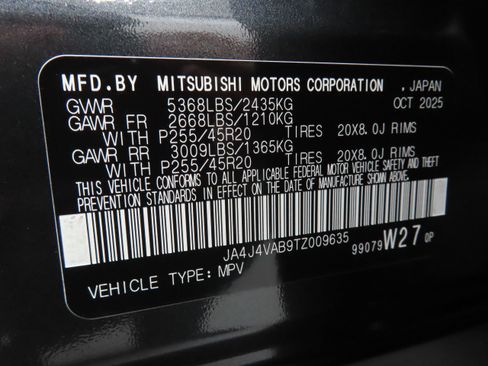 MFD.BY MITSUBISHI MOTORS CORPORATION , JAPAN
GVWR 5368LBS/2435KG OCT 2025
GAWR FR 2668LBS/1210KG
WITH P255/45R20 TIRES 20X8.0J RIMS
GAWR RR 3009LBS/1365KG
WITH P255/45R20 TIRES 20X8.0J RIMS
THIS VEHICLE CONFORMS TO ALL APPLICABLE FEDERAL MOTOR VEHICLE SAFETY AND THEFT
PREVENTION STANDARDS IN EFFECT ON THE DATE OF MANUFACTURE SHOWN ABOVE.
JA4J4VAB9TZ009635 99079 W27 0P
VEHICLE TYPE: MPV